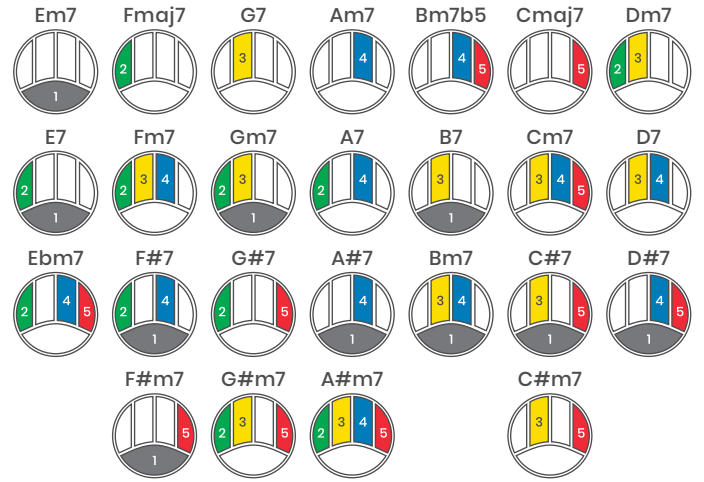 Em7 Fmaj7 G7 Am7 Bm7b5 Cmaj7 Dm7
1 2 3 4 4 5 5 2 3
E7 Fm7 Gm7 A7 B7 Cm7 D7
2 1 2 3 4 2 3 1 2 4 3 1 3 4 5 3 4
Ebm7 F#7 G#7 A#7 Bm7 C#7 D#7
2 4 5 2 4 1 2 5 4 1 3 4 1 3 5 1 4 5 1
F#m7 G#m7 A#m7 C#m7
5 1 2 3 5 2 3 4 5 3 5